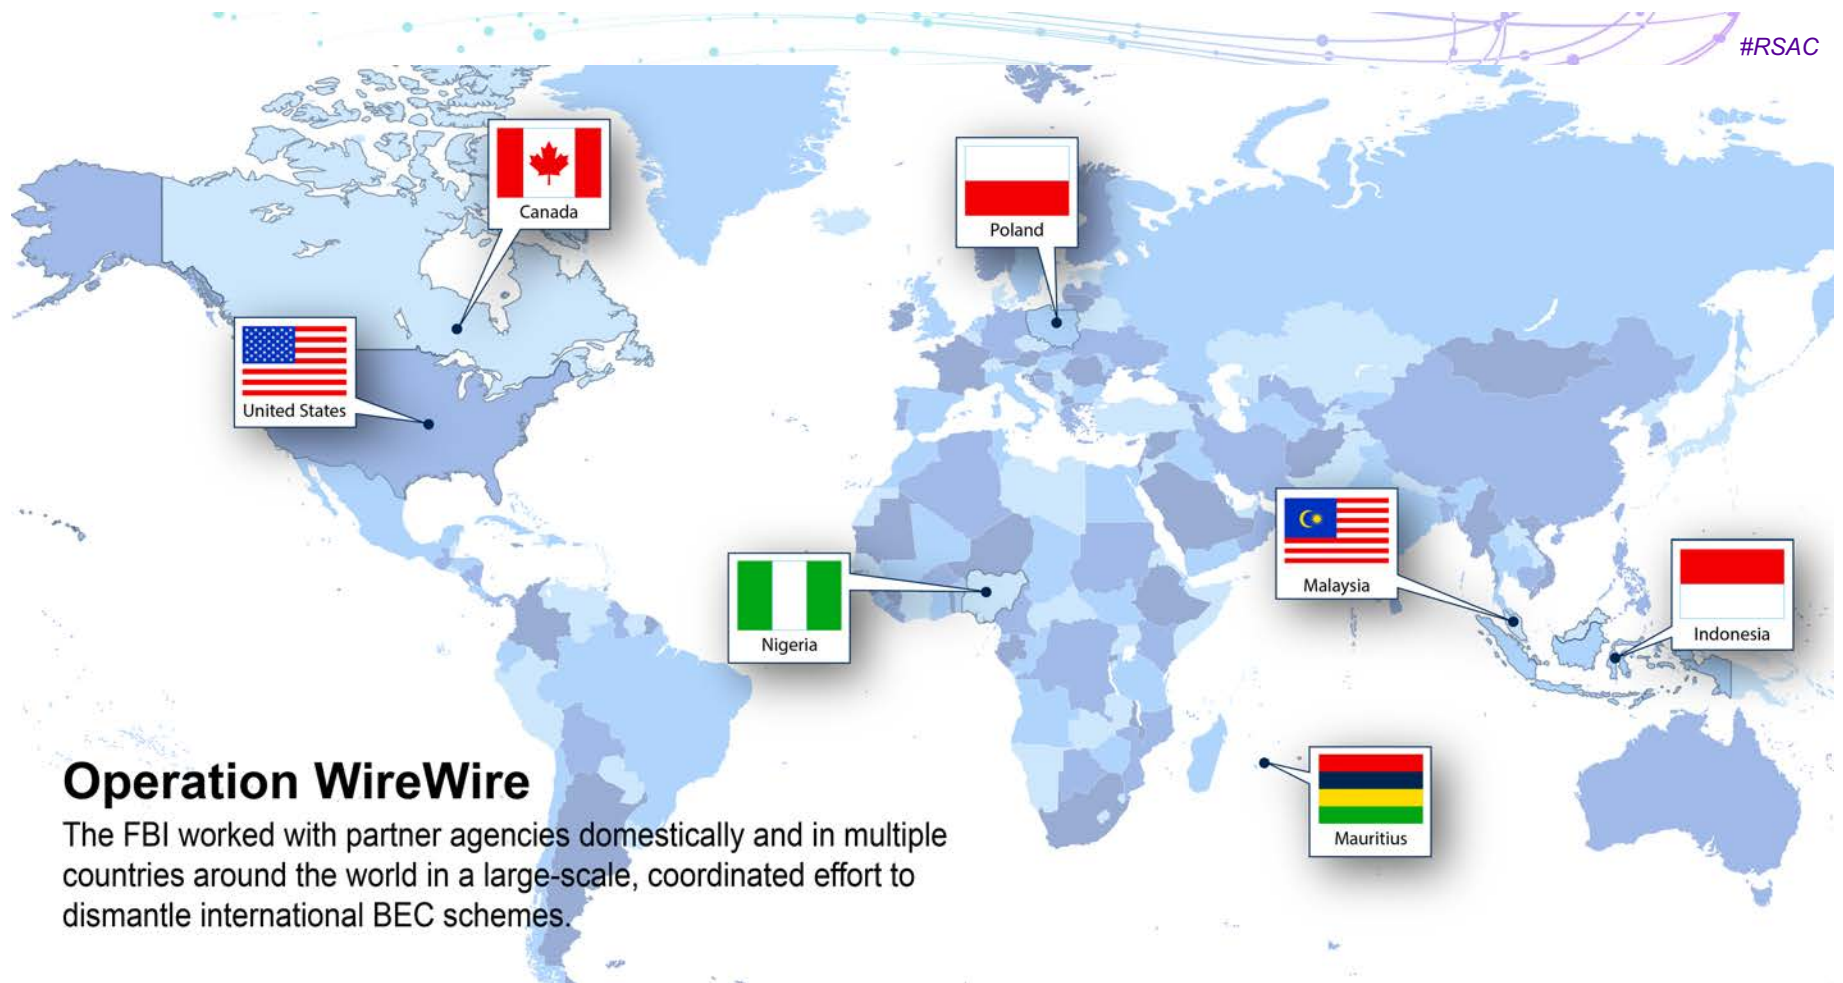 #RSAC
Canada
Poland
United States
Malaysia
Nigeria
Indonesia
Mauritius
Operation WireWire
The FBI worked with partner agencies domestically and in multiple
countries around the world in a large-scale, coordinated effort to
dismantle international BEC schemes.